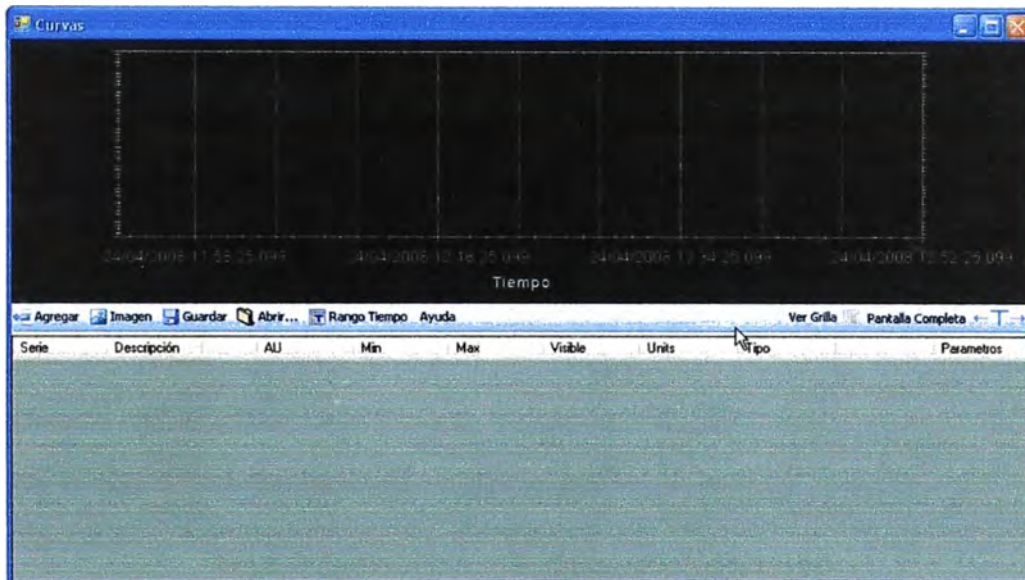 Curvas
24/04/2008 11:58:25.099 24/04/2008 12:16:25.099 24/04/2008 12:34:25.099 24/04/2008 12:52:25.099
Tiempo
Agregar Imagen Guardar Abrir... Rango Tiempo Ayuda Ver Grilla Pantalla Completa
Serie Descripción AU Min Max Visible Units Tipo Parametros